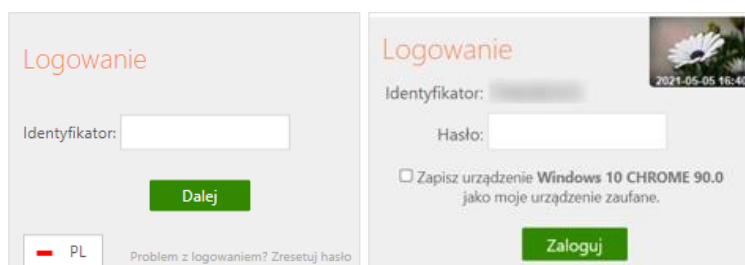 Logowanie
Identyfikator:
Dalej
PL
Problem z logowaniem? Zresetuj hasło
Logowanie
2021-05-05 16:40
Identyfikator:
Hasło:
Zapisz urządzenie Windows 10 CHROME 90.0
jako moje urządzenie zaufane.
Zaloguj